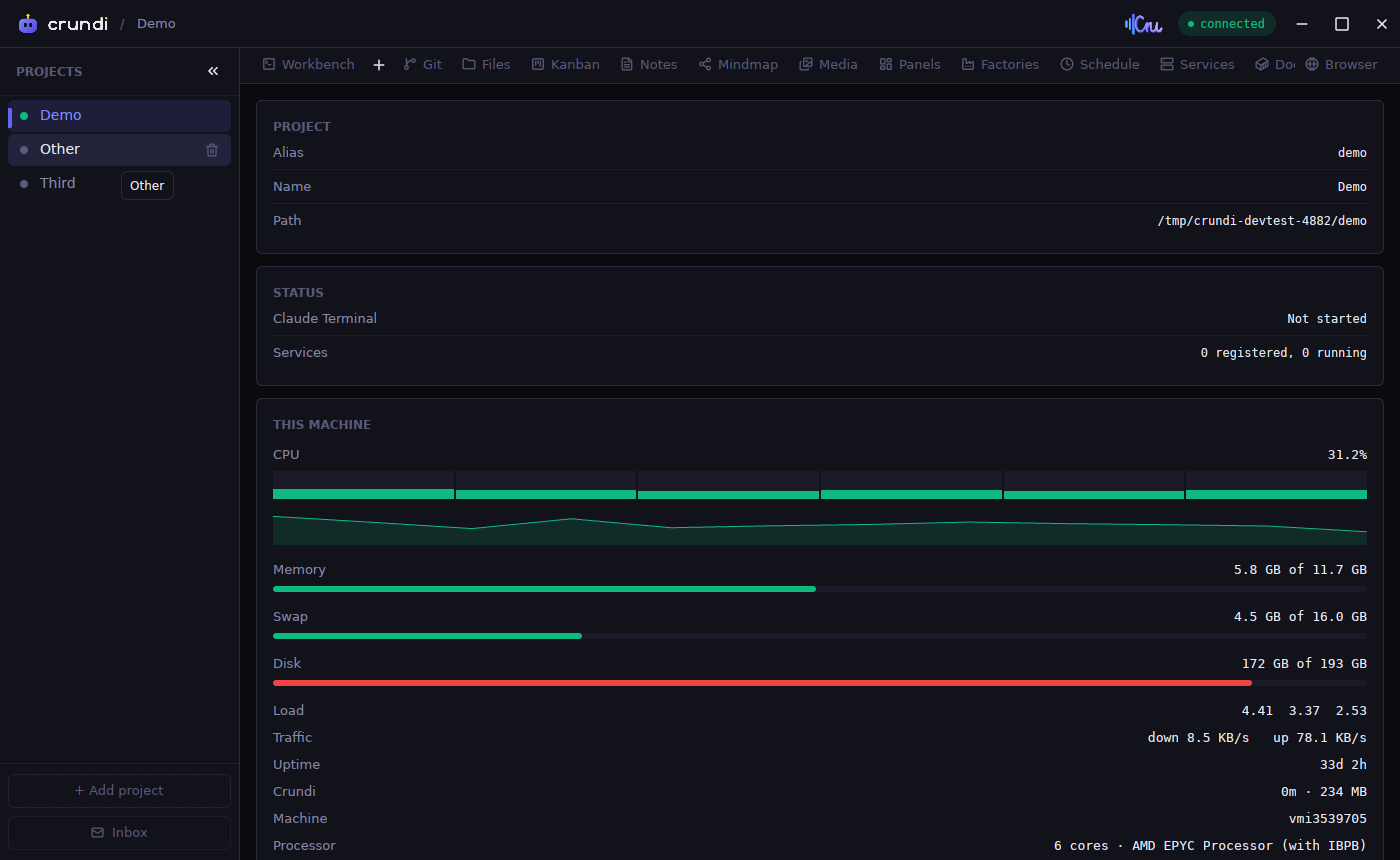 crundi / Demo
Cru
connected
PROJECTS
Workbench + Git Files Kanban Notes Mindmap Media Panels Factories Schedule Services Browser
Demo
Other
Third
Other
+ Add project
Inbox
PROJECT
Alias demo
Name Demo
Path /tmp/crundi-devtest-4882/demo
STATUS
Claude Terminal Not started
Services 0 registered, 0 running
THIS MACHINE
CPU 31.2%
Memory 5.8 GB of 11.7 GB
Swap 4.5 GB of 16.0 GB
Disk 172 GB of 193 GB
Load 4.41 3.37 2.53
Traffic down 8.5 KB/s up 78.1 KB/s
Uptime 33d 2h
Crundi 0m · 234 MB
Machine vmi3539705
Processor 6 cores · AMD EPYC Processor (with IBPB)